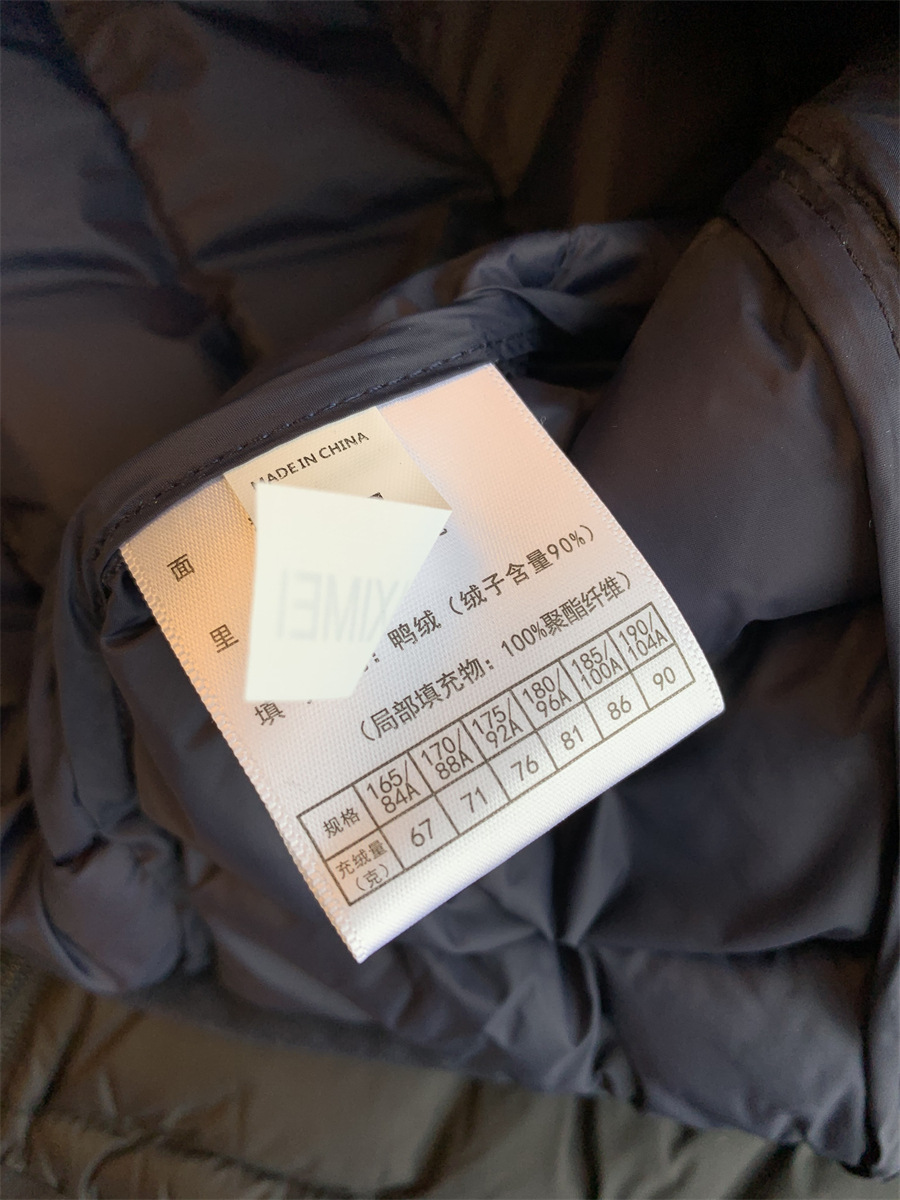 MADE IN CHINA
面
里
填
鸭绒（绒子含量90%）
（局部填充物：100%聚酯纤维）
规格 165/84A 170/88A 175/92A 180/96A 185/100A 190/104A
充绒量（克） 67 71 76 81 86 90